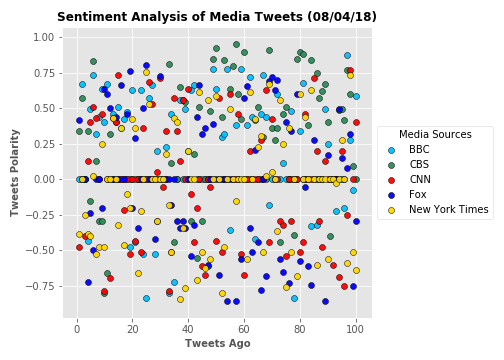 Sentiment Analysis of Media Tweets (08/04/18)
1.00
0.75
0.50
0.25
0.00
−0.25
−0.50
−0.75
Tweets Polarity
0
20
40
60
80
100
Tweets Ago
Media Sources
BBC
CBS
CNN
Fox
New York Times